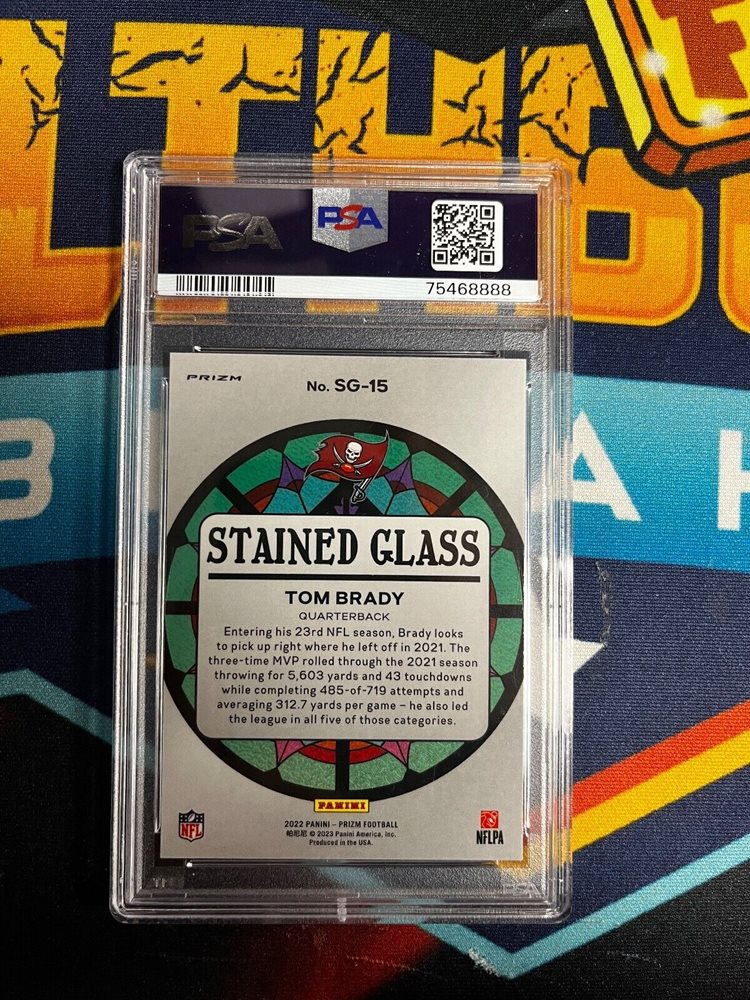 PSA
PSA
75468888
PRIZM
No. SG-15
STAINED GLASS
TOM BRADY
QUARTERBACK
Entering his 23rd NFL season, Brady looks
to pick up right where he left off in 2021. The
three-time MVP rolled through the 2021 season
throwing for 5,603 yards and 43 touchdowns
while completing 485-of-719 attempts and
averaging 312.7 yards per game – he also led
the league in all five of those categories.
PANINI
2022 PANINI – PRIZM FOOTBALL
帕尼尼 © 2023 Panini America, Inc.
Produced in the USA.
NFL
NFLPA